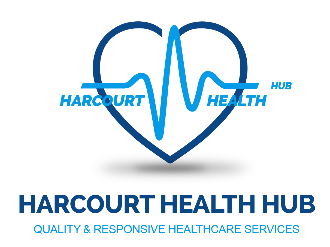 HUB
HARCOURT HEALTH
HARCOURT HEALTH HUB
QUALITY & RESPONSIVE HEALTHCARE SERVICES